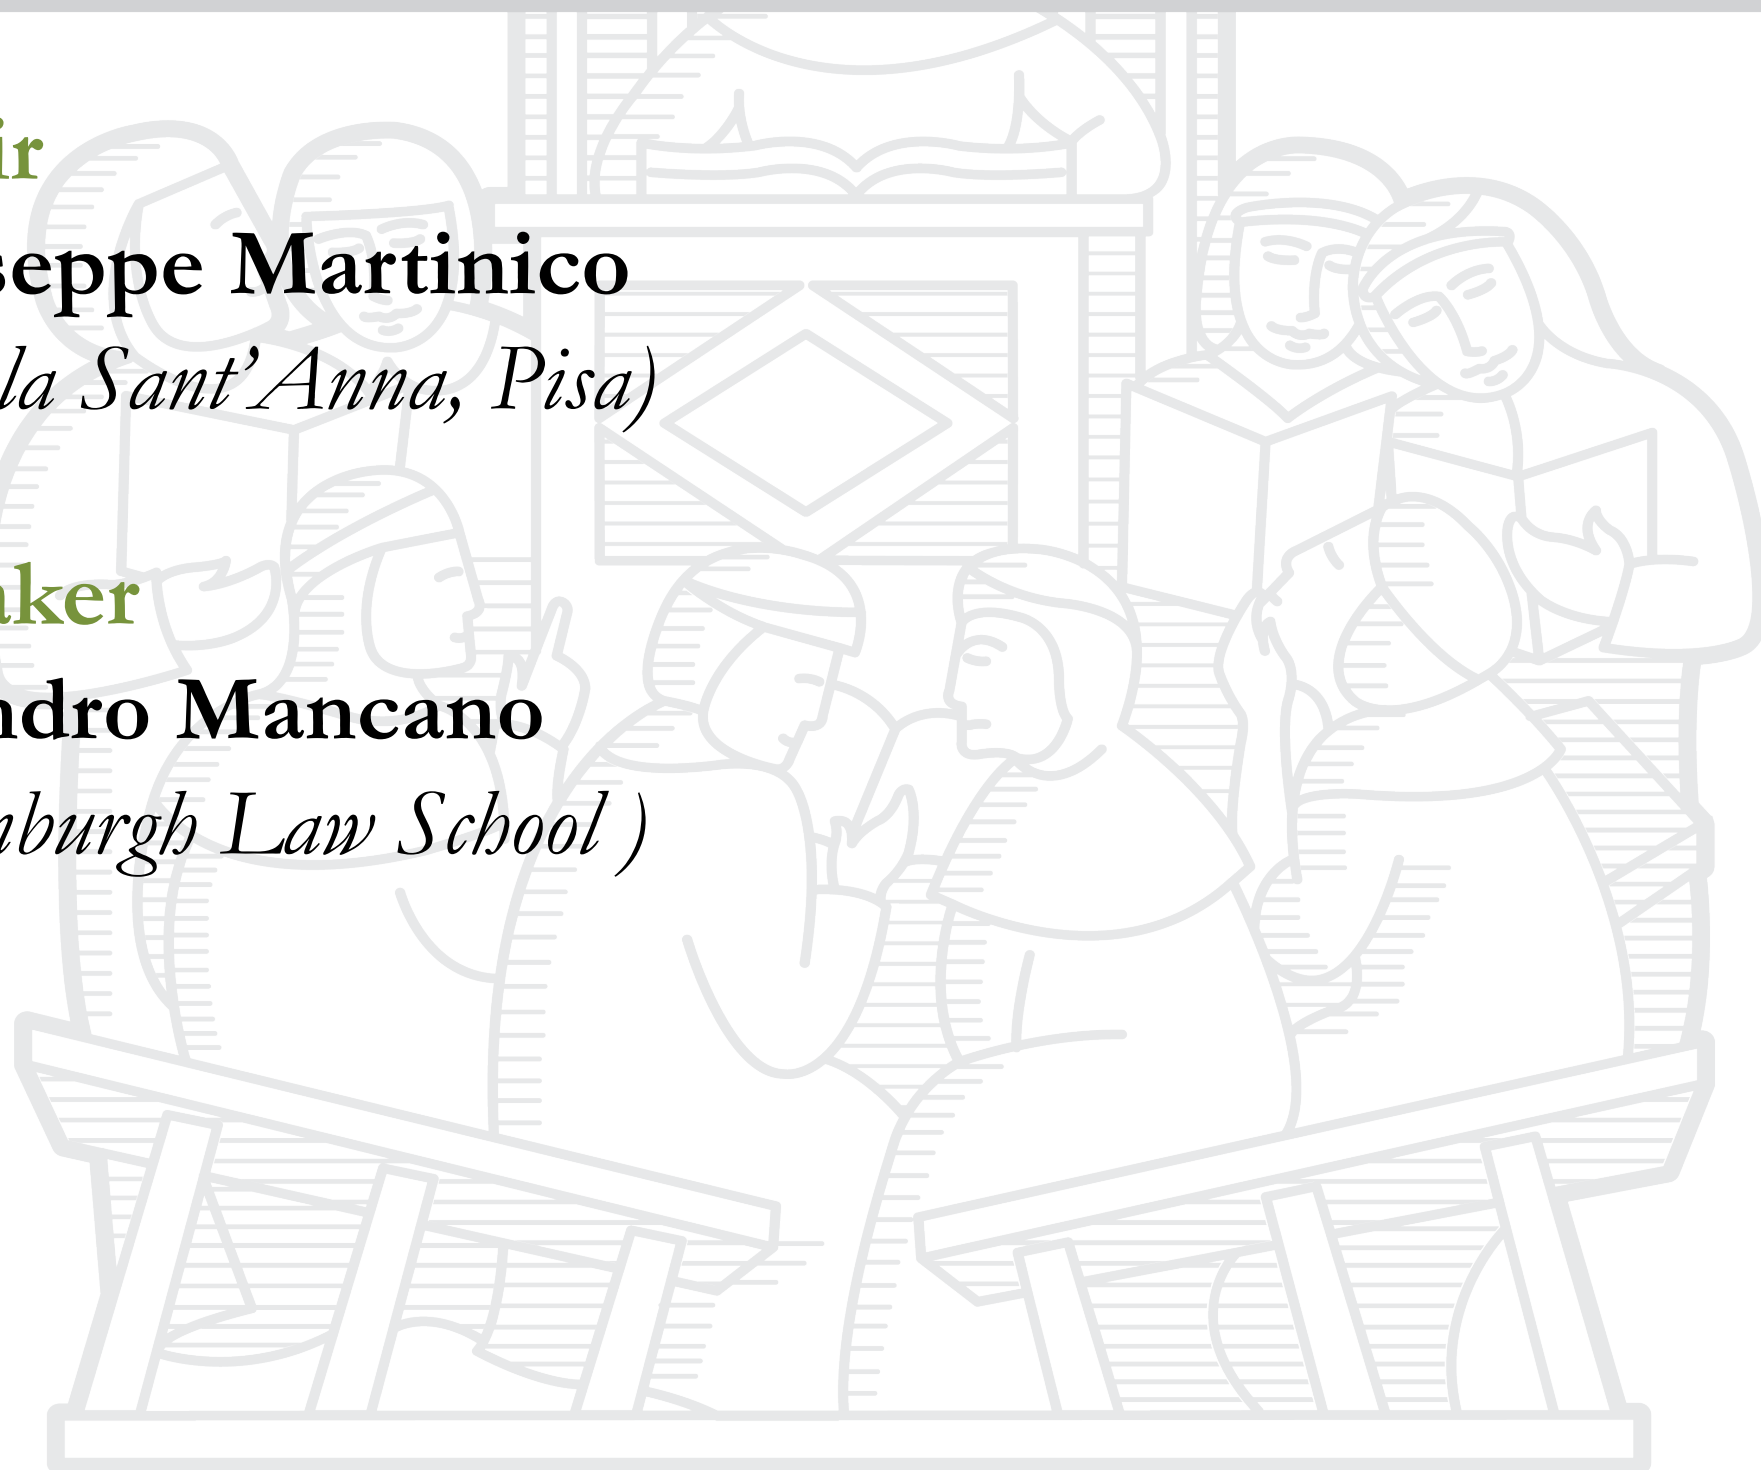 ir
seppe Martinico
la Sant’Anna, Pisa)
aker
ndro Mancano
nburgh Law School )